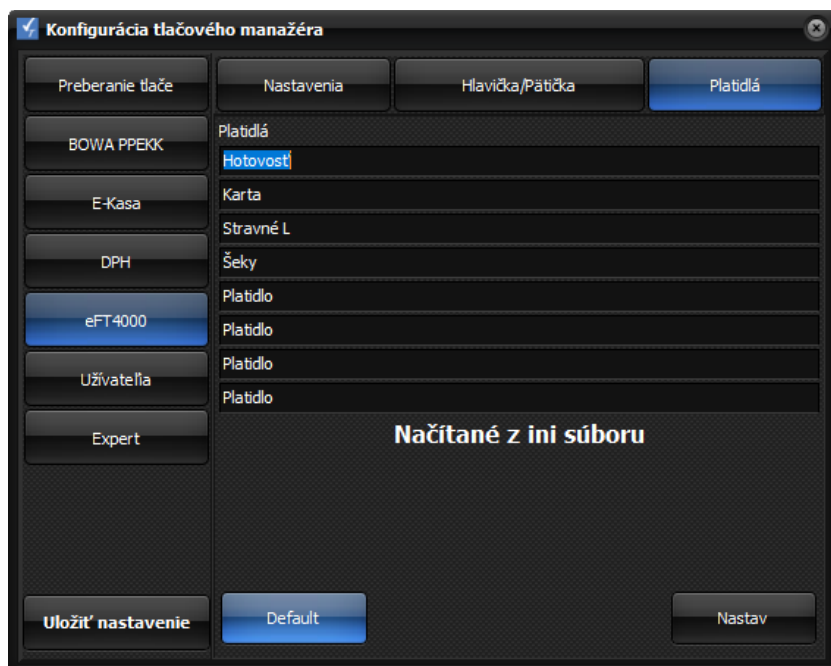 Konfigurácia tlačového manažéra
Preberanie tlače
Nastavenia
Hlavička/Pätička
Platidlá
BOWA PPEKK
E-Kasa
DPH
eFT4000
Užívatelia
Expert
Platidlá
Hotovosť
Karta
Stravné L
Šeky
Platidlo
Platidlo
Platidlo
Platidlo
Načítané z ini súboru
Uložiť nastavenie
Default
Nastav